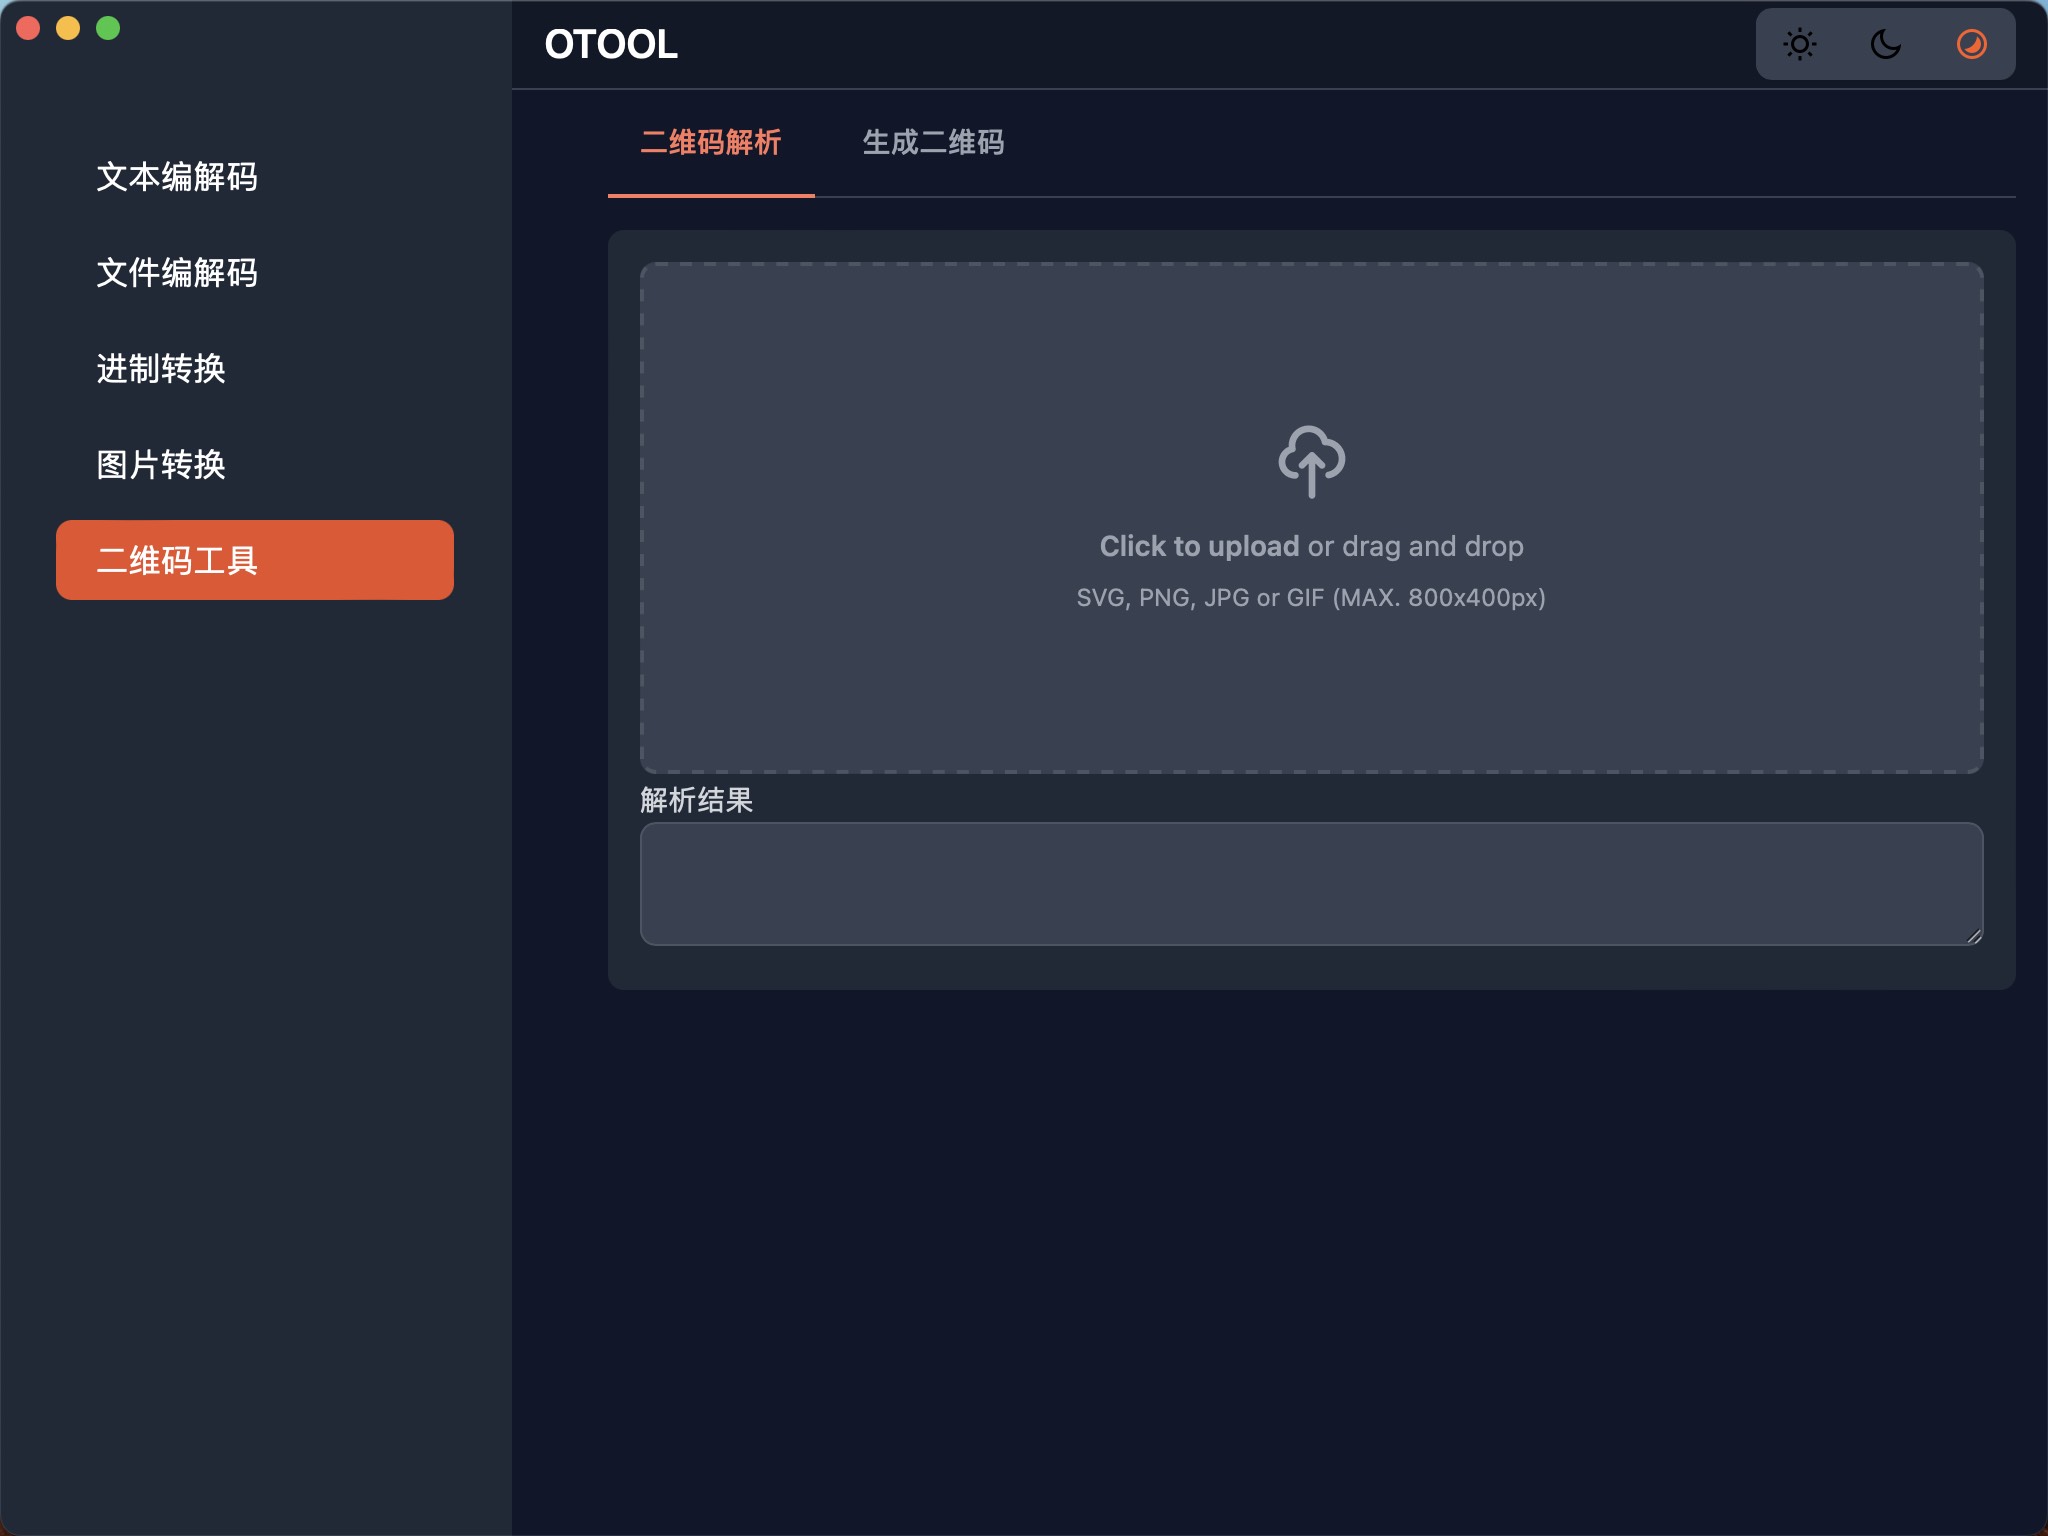 OTOOL
文本编解码
文件编解码
进制转换
图片转换
二维码工具
二维码解析
生成二维码
Click to upload or drag and drop
SVG, PNG, JPG or GIF (MAX. 800x400px)
解析结果